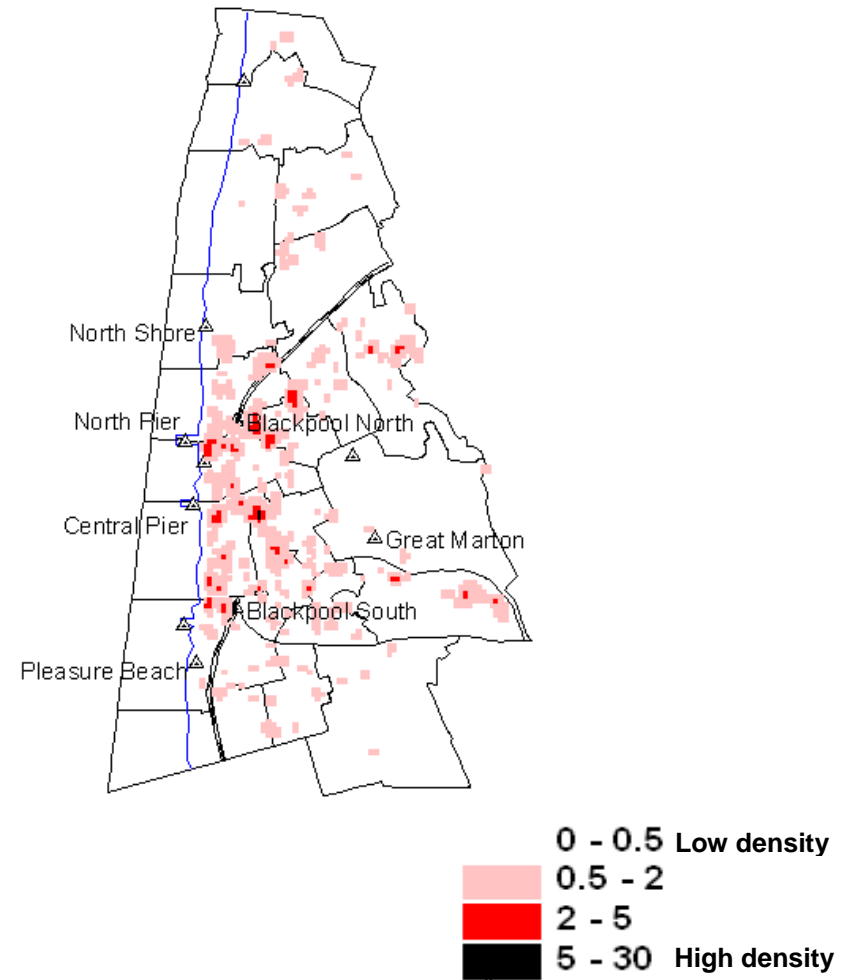 North Shore
North Pier
Blackpool North
Central Pier
Great Marton
Blackpool South
Pleasure Beach
0 - 0.5 Low density
0.5 - 2
2 - 5
5 - 30 High density